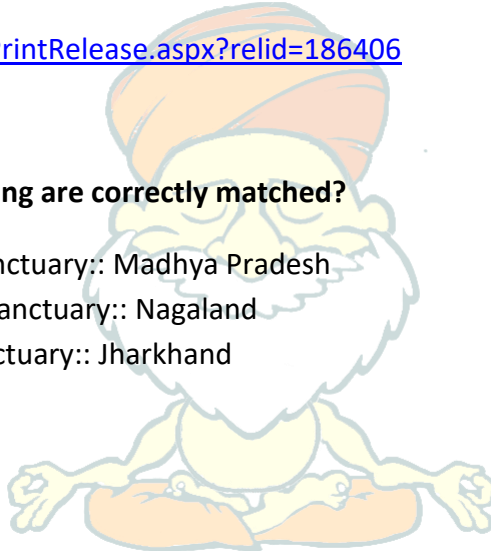 rintRelease.aspx?relid=186406
ng are correctly matched?
nctuary:: Madhya Pradesh
anctuary:: Nagaland
ctuary:: Jharkhand